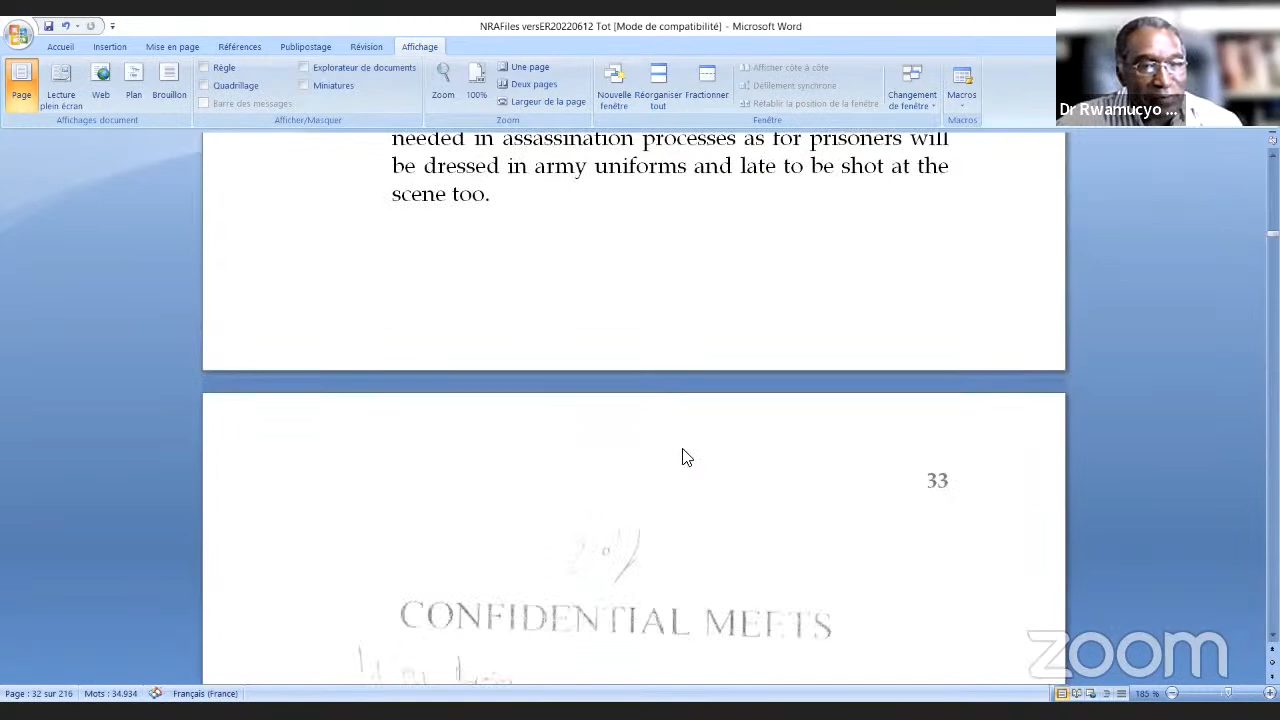 NRAFiles versER20220612 Tot [Mode de compatibilité] - Microsoft Word
Accueil Insertion Mise en page Références Publipostage Révision Affichage
Page
Lecture plein écran
Web
Plan
Brouillon
Affichages document
Règle
Quadrillage
Barre des messages
Explorateur de documents
Miniatures
Afficher/Masquer
Zoom
100%
Une page
Deux pages
Largeur de la page
Zoom
Nouvelle fenêtre
Réorganiser tout
Fractionner
Afficher côte à côte
Défilement synchrone
Rétablir la position de la fenêtre
Changement de fenêtre
Fenêtre
Macros
Macros
Dr Rwamucyo ...
needed in assassination processes as for prisoners will
be dressed in army uniforms and late to be shot at the
scene too.
33
CONFIDENTIAL MEETS
zoom
Page : 32 sur 216 Mots : 34.934 Français (France) 185 %